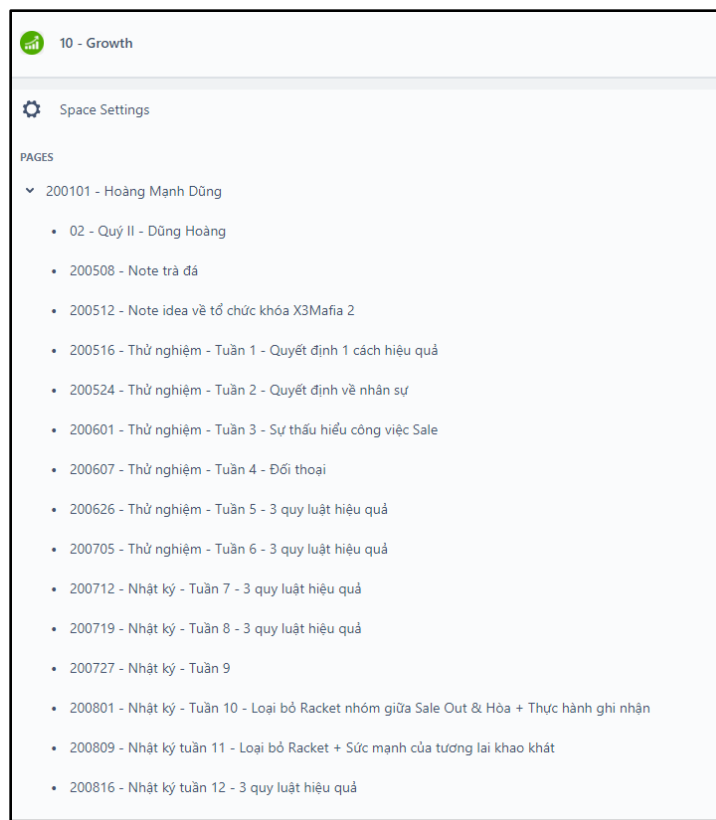 10 - Growth
Space Settings
PAGES
200101 - Hoàng Mạnh Dũng
02 - Quý II - Dũng Hoàng
200508 - Note trà đá
200512 - Note idea về tổ chức khóa X3Mafia 2
200516 - Thử nghiệm - Tuần 1 - Quyết định 1 cách hiệu quả
200524 - Thử nghiệm - Tuần 2 - Quyết định về nhân sự
200601 - Thử nghiệm - Tuần 3 - Sự thấu hiểu công việc Sale
200607 - Thử nghiệm - Tuần 4 - Đối thoại
200626 - Thử nghiệm - Tuần 5 - 3 quy luật hiệu quả
200705 - Thử nghiệm - Tuần 6 - 3 quy luật hiệu quả
200712 - Nhật ký - Tuần 7 - 3 quy luật hiệu quả
200719 - Nhật ký - Tuần 8 - 3 quy luật hiệu quả
200727 - Nhật ký - Tuần 9
200801 - Nhật ký - Tuần 10 - Loại bỏ Racket nhóm giữa Sale Out & Hòa + Thực hành ghi nhận
200809 - Nhật ký tuần 11 - Loại bỏ Racket + Sức mạnh của tương lai khao khát
200816 - Nhật ký tuần 12 - 3 quy luật hiệu quả